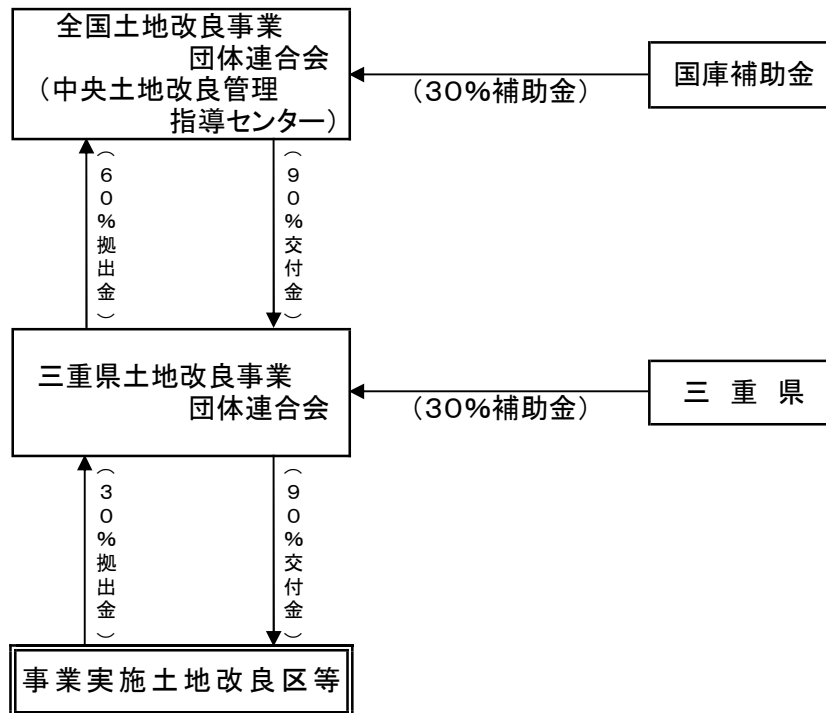 全国土地改良事業
団体連合会
（中央土地改良管理
指導センター）
（30%補助金）
国庫補助金
（60%拠出金）
（90%交付金）
三重県土地改良事業
団体連合会
（30%補助金）
三重県
（30%拠出金）
（90%交付金）
事業実施土地改良区等